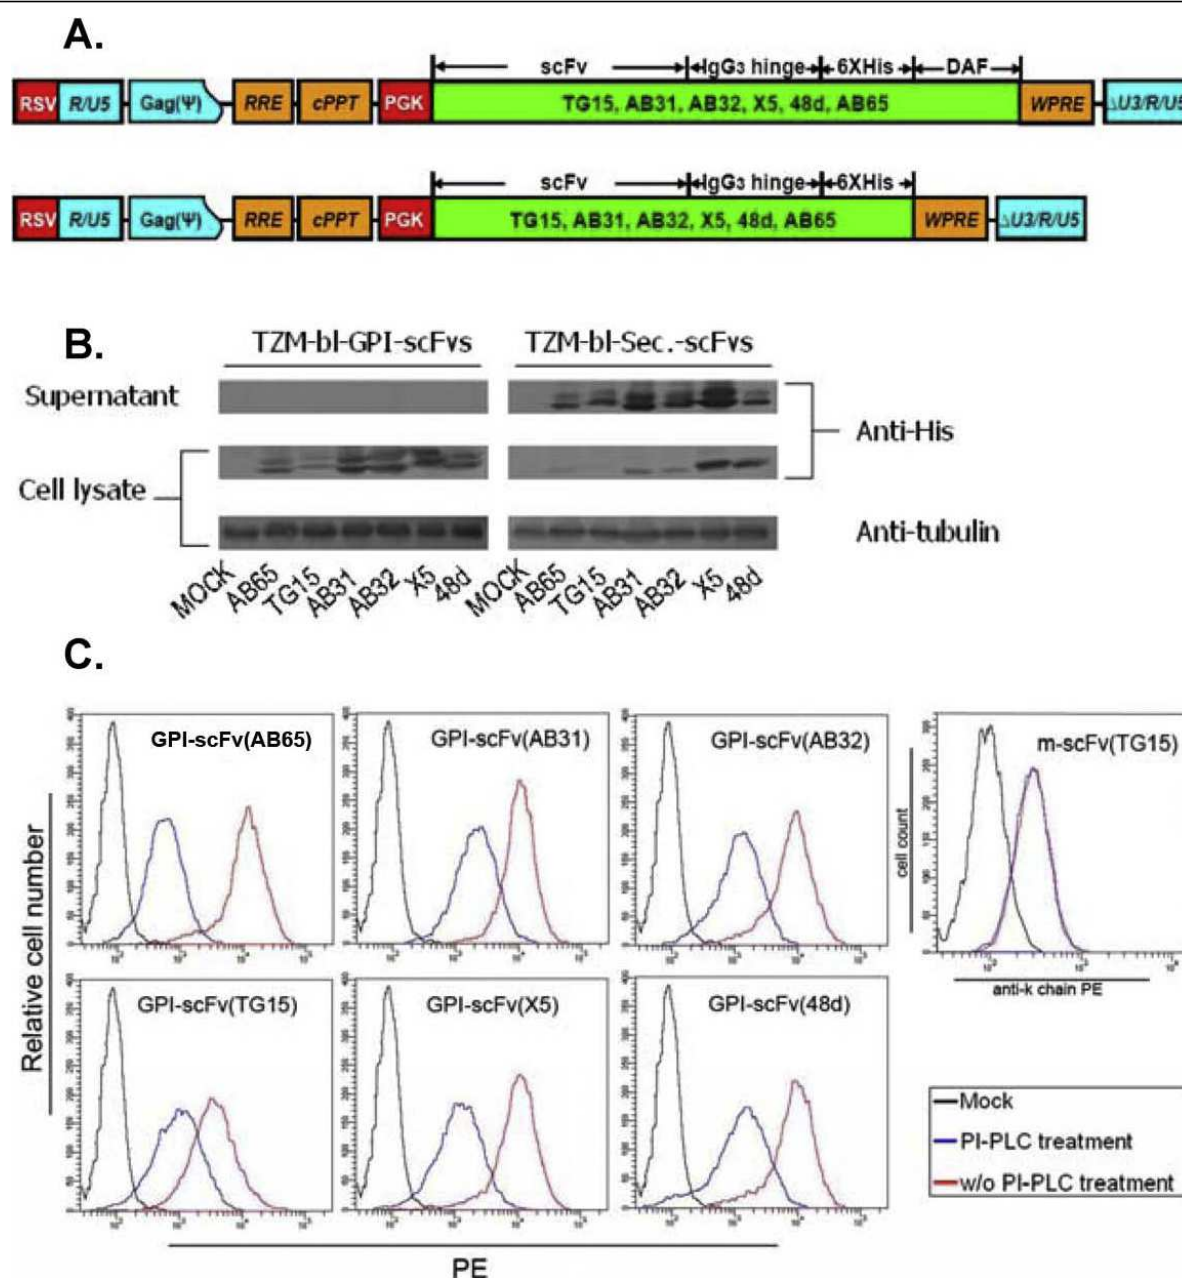 A.
scFv IgG3 hinge 6XHis DAF
RSV R/U5 Gag(Ψ) RRE cPPT PGK TG15, AB31, AB32, X5, 48d, AB65 WPRE ΔU3/R/U5
scFv IgG3 hinge 6XHis
RSV R/U5 Gag(Ψ) RRE cPPT PGK TG15, AB31, AB32, X5, 48d, AB65 WPRE ΔU3/R/U5
B.
TZM-bl-GPI-scFvs TZM-bl-Sec.-scFvs
Supernatant
Anti-His
Cell lysate
Anti-tubulin
MOCK AB65 TG15 AB31 AB32 X5 48d MOCK AB65 TG15 AB31 AB32 X5 48d
C.
GPI-scFv(AB65) GPI-scFv(AB31) GPI-scFv(AB32) m-scFv(TG15)
cell count
anti-k chain PE
Relative cell number
GPI-scFv(TG15) GPI-scFv(X5) GPI-scFv(48d)
Mock
PI-PLC treatment
w/o PI-PLC treatment
PE